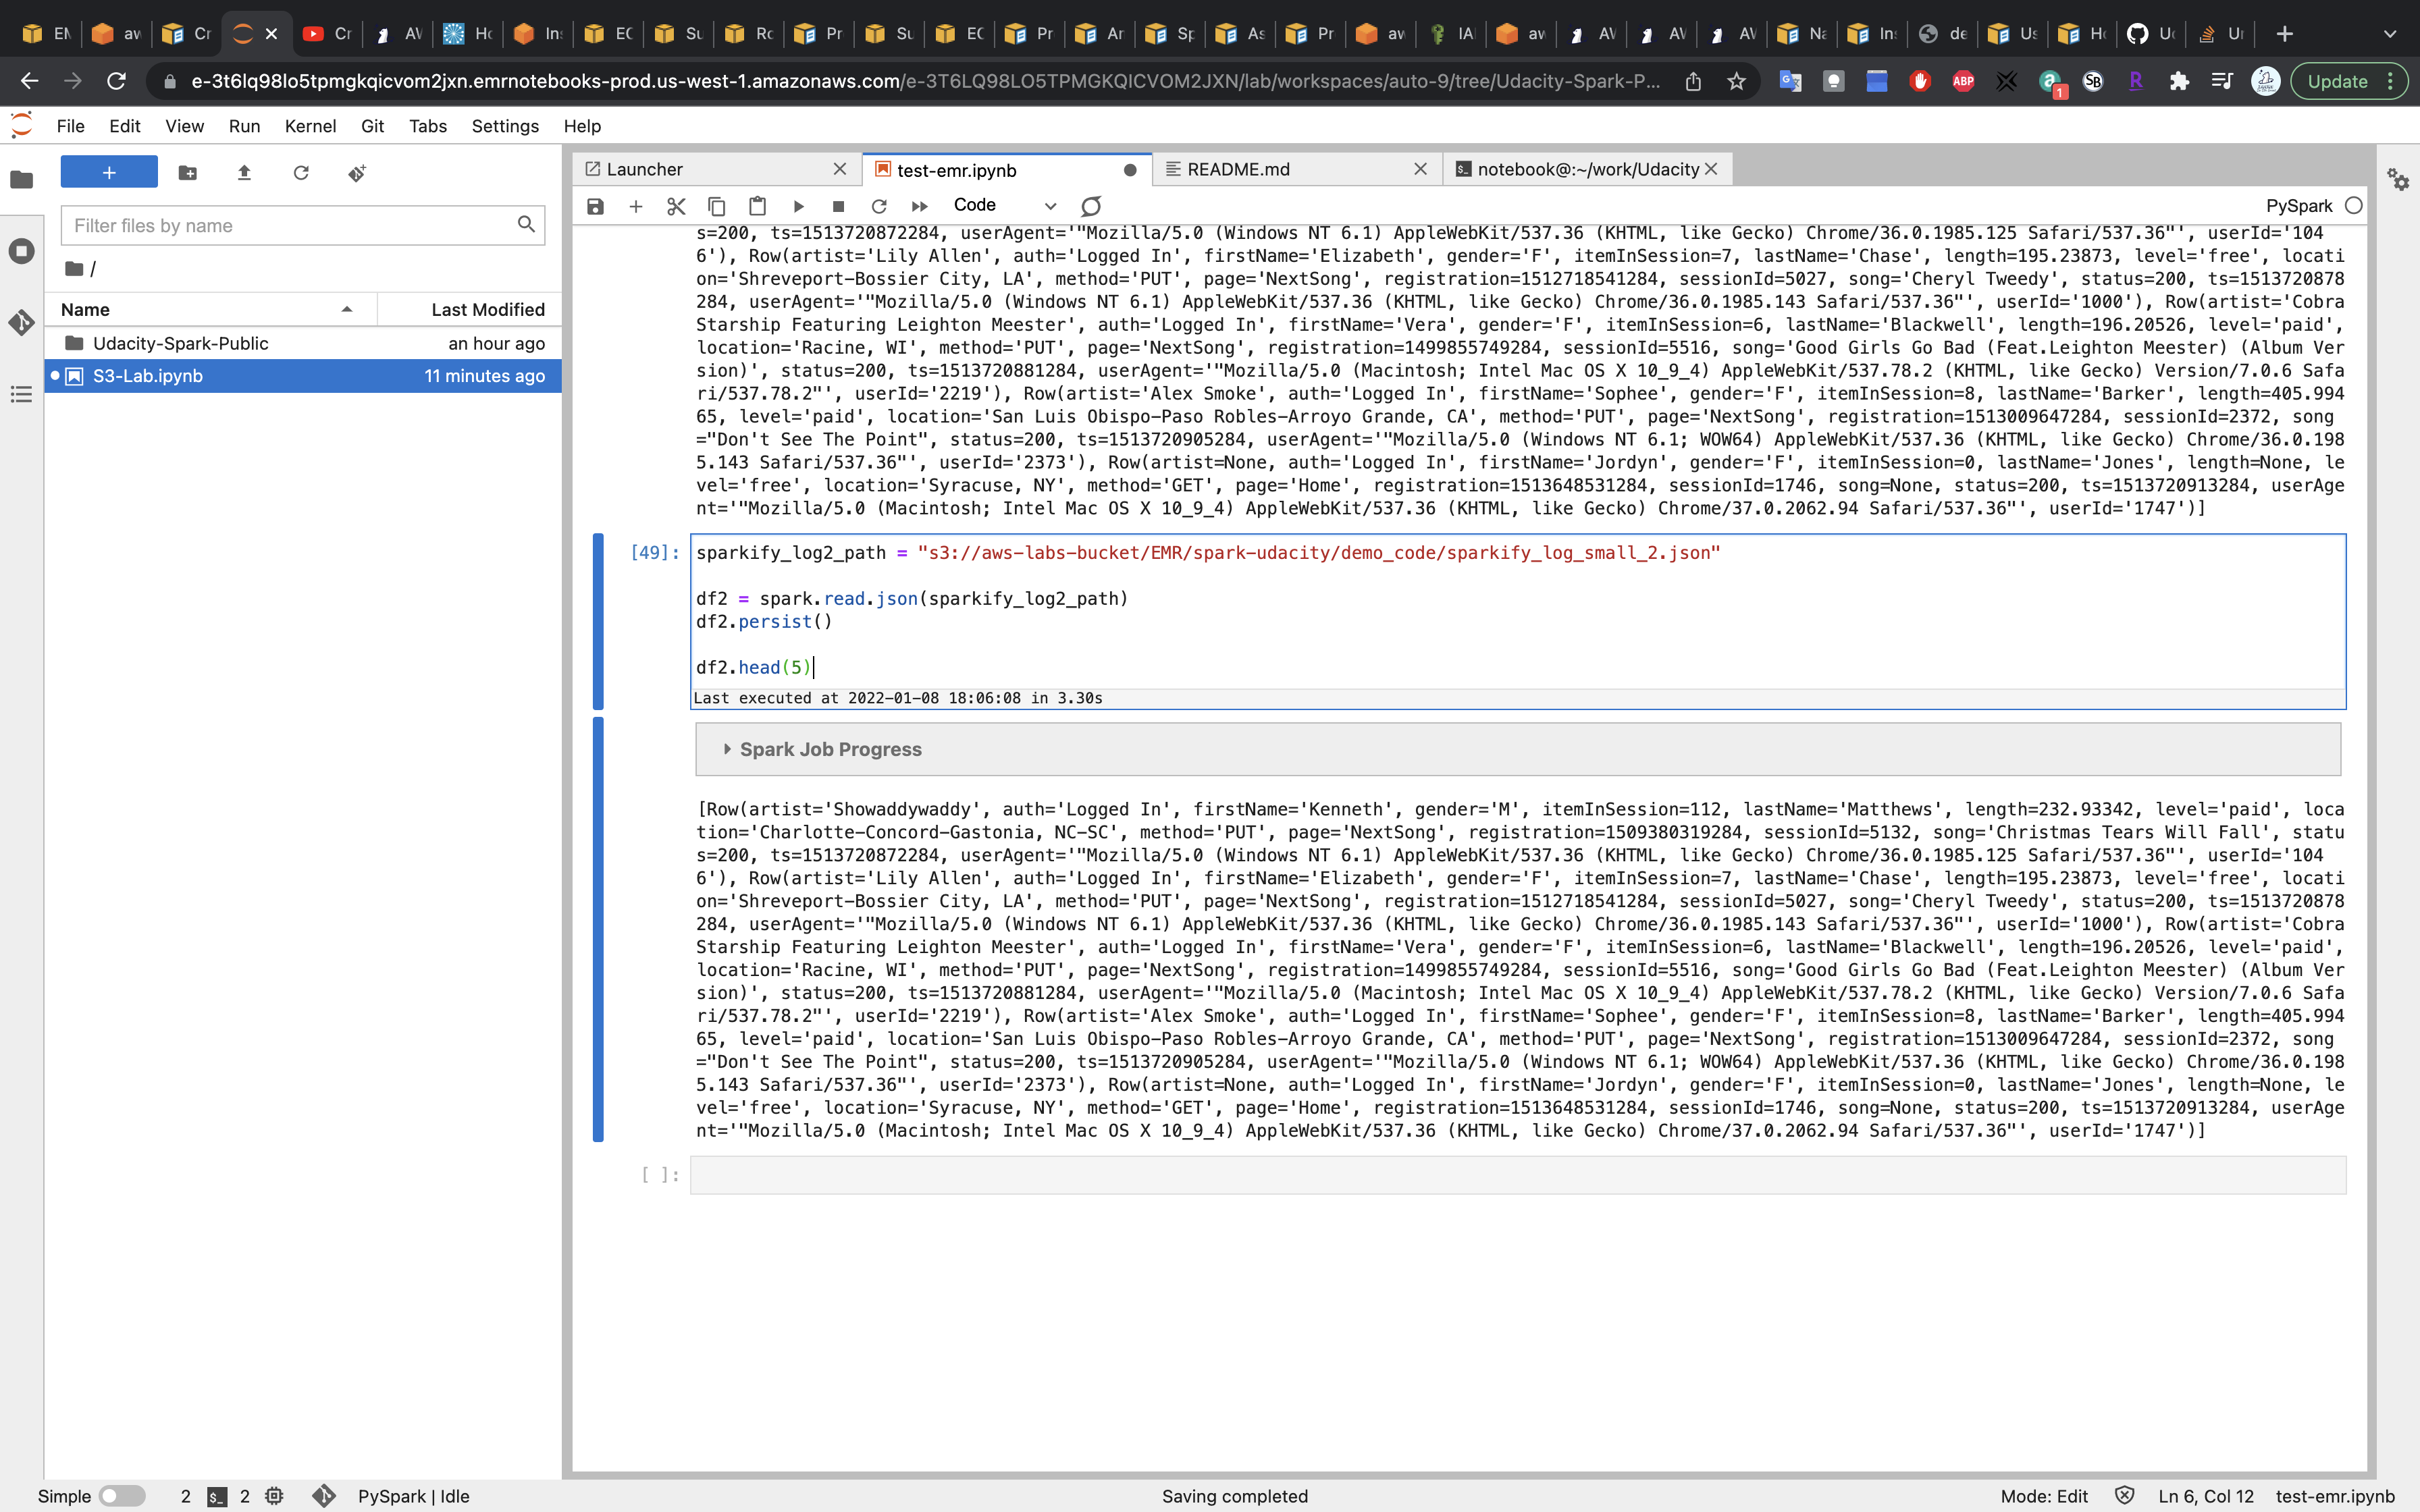 EM
aw
Cr
Cr
AV
Ho
In
EC
Su
Ro
Pr
Su
EC
Pr
Ar
Sp
As
Pr
aw
IA
aw
AV
AV
AV
Na
In
de
Us
Ho
Uc
Ur
e-3t6lq98lo5tpmgkqicvom2jxn.emrnotebooks-prod.us-west-1.amazonaws.com/e-3T6LQ98LO5TPMGKQICVOM2JXN/lab/workspaces/auto-9/tree/Udacity-Spark-P...
ABP
1
SB
R
Update
File Edit View Run Kernel Git Tabs Settings Help
Launcher
test-emr.ipynb
README.md
notebook@:~/work/Udacity
Code
PySpark
Filter files by name
/
Name Last Modified
Udacity-Spark-Public an hour ago
S3-Lab.ipynb 11 minutes ago
s=200, ts=1513720872284, userAgent='"Mozilla/5.0 (Windows NT 6.1) AppleWebKit/537.36 (KHTML, like Gecko) Chrome/36.0.1985.125 Safari/537.36"', userId='104
6'), Row(artist='Lily Allen', auth='Logged In', firstName='Elizabeth', gender='F', itemInSession=7, lastName='Chase', length=195.23873, level='free', locati
on='Shreveport-Bossier City, LA', method='PUT', page='NextSong', registration=1512718541284, sessionId=5027, song='Cheryl Tweedy', status=200, ts=1513720878
284, userAgent='"Mozilla/5.0 (Windows NT 6.1) AppleWebKit/537.36 (KHTML, like Gecko) Chrome/36.0.1985.143 Safari/537.36"', userId='1000'), Row(artist='Cobra
Starship Featuring Leighton Meester', auth='Logged In', firstName='Vera', gender='F', itemInSession=6, lastName='Blackwell', length=196.20526, level='paid',
location='Racine, WI', method='PUT', page='NextSong', registration=1499855749284, sessionId=5516, song='Good Girls Go Bad (Feat.Leighton Meester) (Album Ver
sion)', status=200, ts=1513720881284, userAgent='"Mozilla/5.0 (Macintosh; Intel Mac OS X 10_9_4) AppleWebKit/537.78.2 (KHTML, like Gecko) Version/7.0.6 Safa
ri/537.78.2"', userId='2219'), Row(artist='Alex Smoke', auth='Logged In', firstName='Sophee', gender='F', itemInSession=8, lastName='Barker', length=405.994
65, level='paid', location='San Luis Obispo-Paso Robles-Arroyo Grande, CA', method='PUT', page='NextSong', registration=1513009647284, sessionId=2372, song
="Don't See The Point", status=200, ts=1513720905284, userAgent='"Mozilla/5.0 (Windows NT 6.1; WOW64) AppleWebKit/537.36 (KHTML, like Gecko) Chrome/36.0.198
5.143 Safari/537.36"', userId='2373'), Row(artist=None, auth='Logged In', firstName='Jordyn', gender='F', itemInSession=0, lastName='Jones', length=None, le
vel='free', location='Syracuse, NY', method='GET', page='Home', registration=1513648531284, sessionId=1746, song=None, status=200, ts=1513720913284, userAge
nt='"Mozilla/5.0 (Macintosh; Intel Mac OS X 10_9_4) AppleWebKit/537.36 (KHTML, like Gecko) Chrome/37.0.2062.94 Safari/537.36"', userId='1747')]
[49]: sparkify_log2_path = "s3://aws-labs-bucket/EMR/spark-udacity/demo_code/sparkify_log_small_2.json"
df2 = spark.read.json(sparkify_log2_path)
df2.persist()
df2.head(5)
Last executed at 2022-01-08 18:06:08 in 3.30s
Spark Job Progress
[Row(artist='Showaddywaddy', auth='Logged In', firstName='Kenneth', gender='M', itemInSession=112, lastName='Matthews', length=232.93342, level='paid', loca
tion='Charlotte-Concord-Gastonia, NC-SC', method='PUT', page='NextSong', registration=1509380319284, sessionId=5132, song='Christmas Tears Will Fall', statu
s=200, ts=1513720872284, userAgent='"Mozilla/5.0 (Windows NT 6.1) AppleWebKit/537.36 (KHTML, like Gecko) Chrome/36.0.1985.125 Safari/537.36"', userId='104
6'), Row(artist='Lily Allen', auth='Logged In', firstName='Elizabeth', gender='F', itemInSession=7, lastName='Chase', length=195.23873, level='free', locati
on='Shreveport-Bossier City, LA', method='PUT', page='NextSong', registration=1512718541284, sessionId=5027, song='Cheryl Tweedy', status=200, ts=1513720878
284, userAgent='"Mozilla/5.0 (Windows NT 6.1) AppleWebKit/537.36 (KHTML, like Gecko) Chrome/36.0.1985.143 Safari/537.36"', userId='1000'), Row(artist='Cobra
Starship Featuring Leighton Meester', auth='Logged In', firstName='Vera', gender='F', itemInSession=6, lastName='Blackwell', length=196.20526, level='paid',
location='Racine, WI', method='PUT', page='NextSong', registration=1499855749284, sessionId=5516, song='Good Girls Go Bad (Feat.Leighton Meester) (Album Ver
sion)', status=200, ts=1513720881284, userAgent='"Mozilla/5.0 (Macintosh; Intel Mac OS X 10_9_4) AppleWebKit/537.78.2 (KHTML, like Gecko) Version/7.0.6 Safa
ri/537.78.2"', userId='2219'), Row(artist='Alex Smoke', auth='Logged In', firstName='Sophee', gender='F', itemInSession=8, lastName='Barker', length=405.994
65, level='paid', location='San Luis Obispo-Paso Robles-Arroyo Grande, CA', method='PUT', page='NextSong', registration=1513009647284, sessionId=2372, song
="Don't See The Point", status=200, ts=1513720905284, userAgent='"Mozilla/5.0 (Windows NT 6.1; WOW64) AppleWebKit/537.36 (KHTML, like Gecko) Chrome/36.0.198
5.143 Safari/537.36"', userId='2373'), Row(artist=None, auth='Logged In', firstName='Jordyn', gender='F', itemInSession=0, lastName='Jones', length=None, le
vel='free', location='Syracuse, NY', method='GET', page='Home', registration=1513648531284, sessionId=1746, song=None, status=200, ts=1513720913284, userAge
nt='"Mozilla/5.0 (Macintosh; Intel Mac OS X 10_9_4) AppleWebKit/537.36 (KHTML, like Gecko) Chrome/37.0.2062.94 Safari/537.36"', userId='1747')]
[ ]:
Simple 2 2 PySpark | Idle Saving completed Mode: Edit Ln 6, Col 12 test-emr.ipynb